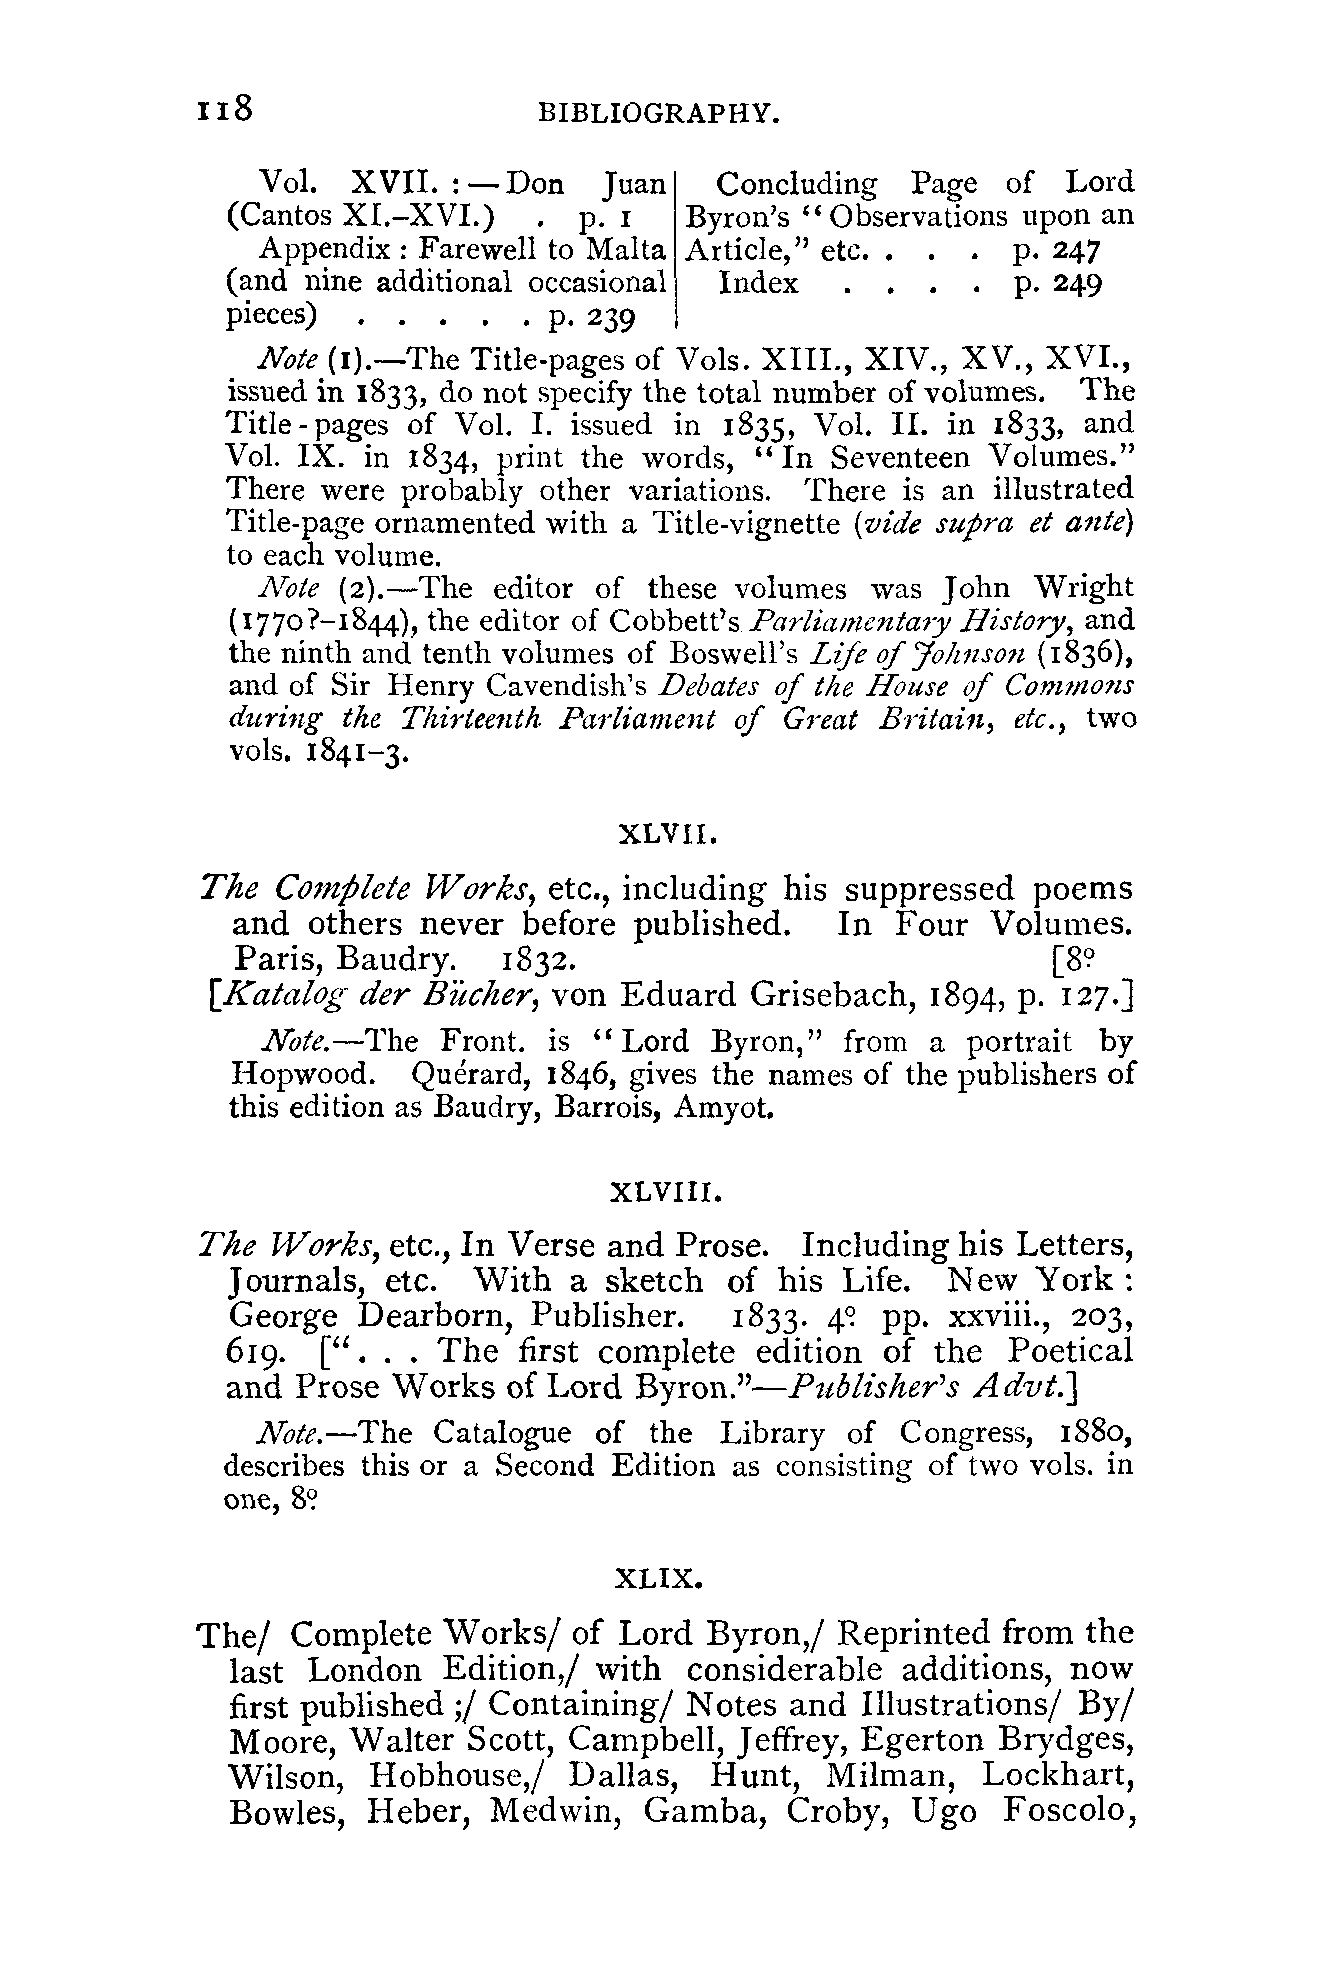 118 BIBLIOGRAPHY.
Vol. XVII. :—Don Juan
(Cantos XI.–XVI.) . p. 1
Appendix : Farewell to Malta
(and nine additional occasional
pieces) . . . . . p. 239
Concluding Page of Lord
Byron's “Observations upon an
Article,” etc. . . . p. 247
Index . . . . p. 249
Note (1).—The Title-pages of Vols. XIII., XIV., XV., XVI.,
issued in 1833, do not specify the total number of volumes. The
Title-pages of Vol. I. issued in 1835, Vol. II. in 1833, and
Vol. IX. in 1834, print the words, “In Seventeen Volumes.”
There were probably other variations. There is an illustrated
Title-page ornamented with a Title-vignette (vide supra et ante)
to each volume.
Note (2).—The editor of these volumes was John Wright
(1770?–1844), the editor of Cobbett's Parliamentary History, and
the ninth and tenth volumes of Boswell's Life of Johnson (1836),
and of Sir Henry Cavendish's Debates of the House of Commons
during the Thirteenth Parliament of Great Britain, etc., two
vols. 1841–3.
XLVII.
The Complete Works, etc., including his suppressed poems
and others never before published. In Four Volumes.
Paris, Baudry. 1832. [8º
[Katalog der Bücher, von Eduard Grisebach, 1894, p. 127.]
Note.—The Front. is “Lord Byron,” from a portrait by
Hopwood. Quérard, 1846, gives the names of the publishers of
this edition as Baudry, Barrois, Amyot.
XLVIII.
The Works, etc., In Verse and Prose. Including his Letters,
Journals, etc. With a sketch of his Life. New York :
George Dearborn, Publisher. 1833. 4º pp. xxviii., 203,
619. [“. . . The first complete edition of the Poetical
and Prose Works of Lord Byron.”—Publisher's Advt.]
Note.—The Catalogue of the Library of Congress, 1880,
describes this or a Second Edition as consisting of two vols. in
one, 8º
XLIX.
The/ Complete Works/ of Lord Byron,/ Reprinted from the
last London Edition,/ with considerable additions, now
first published ;/ Containing/ Notes and Illustrations/ By/
Moore, Walter Scott, Campbell, Jeffrey, Egerton Brydges,
Wilson, Hobhouse,/ Dallas, Hunt, Milman, Lockhart,
Bowles, Heber, Medwin, Gamba, Croby, Ugo Foscolo,